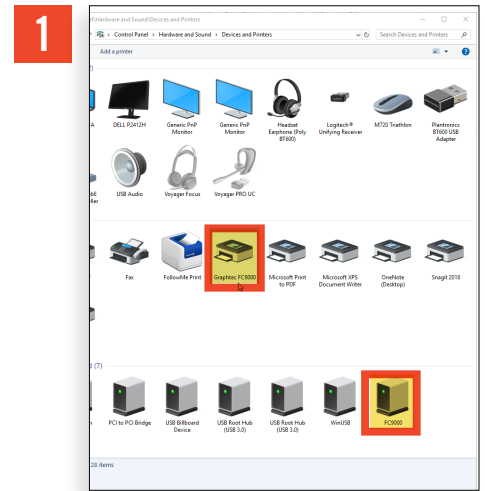 1
el\Hardware and Sound\Devices and Printers
Control Panel › Hardware and Sound › Devices and Printers
Search Devices and Printers
Add a printer
)
A
DELL P2412H
Generic PnP
Monitor
Generic PnP
Monitor
Headset
Earphone (Poly
BT600)
Logitech®
Unifying Receiver
M720 Triathlon
Plantronics
BT600 USB
Adapter
bE
ller
USB Audio
Voyager Focus
Voyager PRO UC
Fax
FollowMe Print
Graphtec FC9000
Microsoft Print
to PDF
Microsoft XPS
Document Writer
OneNote
(Desktop)
Snagit 2018
d (7)
n
PCI to PCI Bridge
USB Billboard
Device
USB Root Hub
(USB 3.0)
USB Root Hub
(USB 3.0)
WinUSB
FC9000
28 items